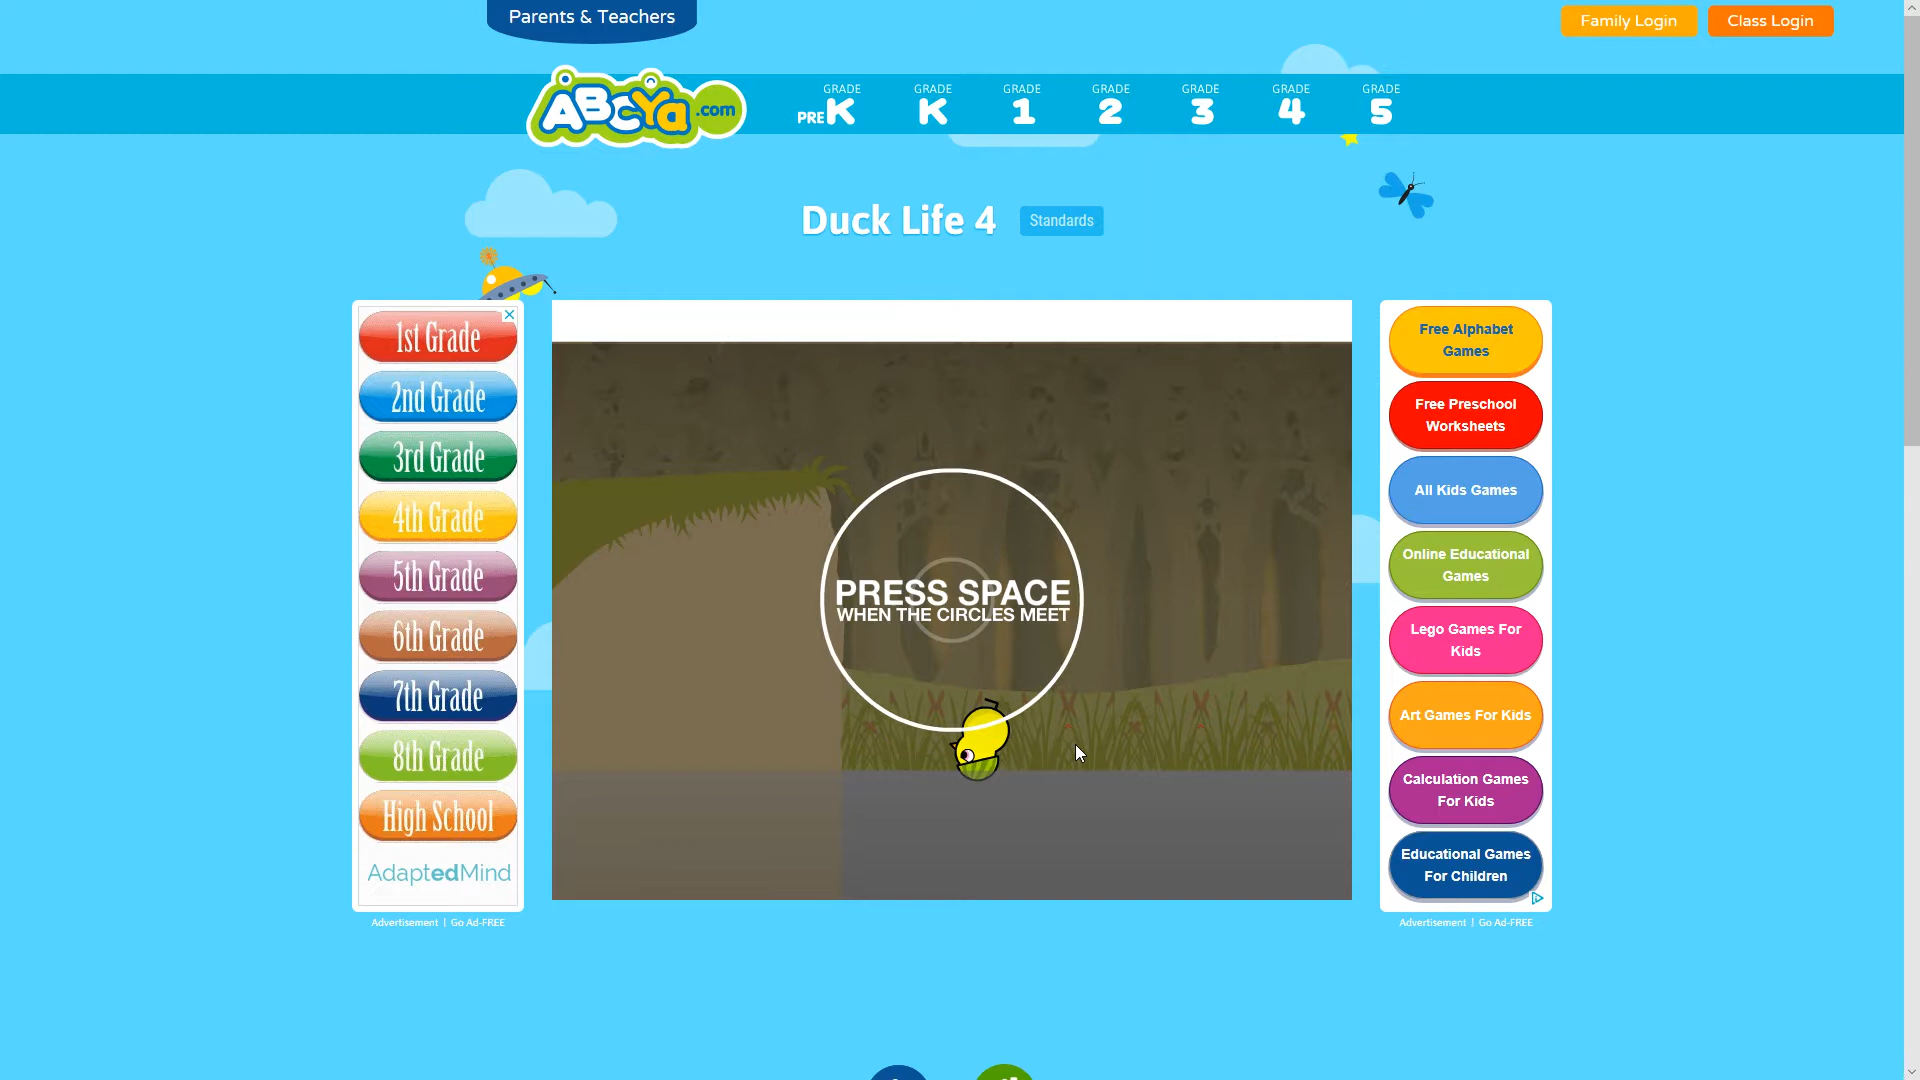 Parents & Teachers
Family Login
Class Login
ABCYa.com
GRADE
PRE K
GRADE
K
GRADE
1
GRADE
2
GRADE
3
GRADE
4
GRADE
5
Duck Life 4
Standards
1st Grade
2nd Grade
3rd Grade
4th Grade
5th Grade
6th Grade
7th Grade
8th Grade
High School
AdaptedMind
Advertisement | Go Ad-FREE
PRESS SPACE
WHEN THE CIRCLES MEET
Free Alphabet
Games
Free Preschool
Worksheets
All Kids Games
Online Educational
Games
Lego Games For
Kids
Art Games For Kids
Calculation Games
For Kids
Educational Games
For Children
Advertisement | Go Ad-FREE